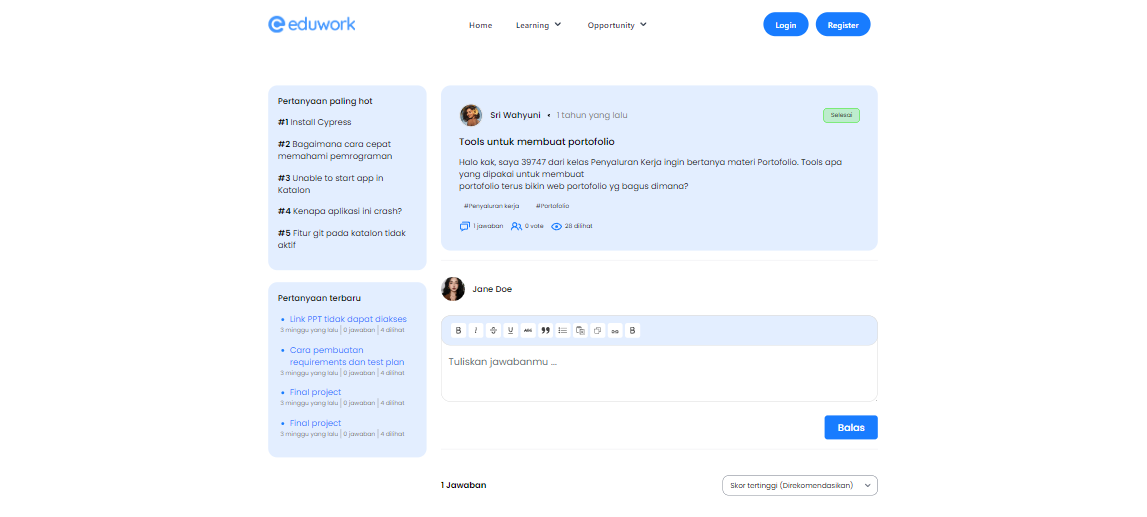 eduwork
Home
Learning
Opportunity
Login
Register
Pertanyaan paling hot
#1 Install Cypress
#2 Bagaimana cara cepat
memahami pemrograman
#3 Unable to start app in
Katalon
#4 Kenapa aplikasi ini crash?
#5 Fitur git pada katalon tidak
aktif
Pertanyaan terbaru
• Link PPT tidak dapat diakses
3 minggu yang lalu | 0 jawaban | 4 dilihat
• Cara pembuatan
requirements dan test plan
3 minggu yang lalu | 0 jawaban | 4 dilihat
• Final project
3 minggu yang lalu | 0 jawaban | 4 dilihat
• Final project
3 minggu yang lalu | 0 jawaban | 4 dilihat
Sri Wahyuni • 1 tahun yang lalu
Selesai
Tools untuk membuat portofolio
Halo kak, saya 39747 dari kelas Penyaluran Kerja ingin bertanya materi Portofolio. Tools apa
yang dipakai untuk membuat
portofolio terus bikin web portofolio yg bagus dimana?
#Penyaluran kerja #Portofolio
1 jawaban 0 vote 28 dilihat
Jane Doe
B I S U ABC B
Tuliskan jawabanmu ...
Balas
1 Jawaban
Skor tertinggi (Direkomendasikan)